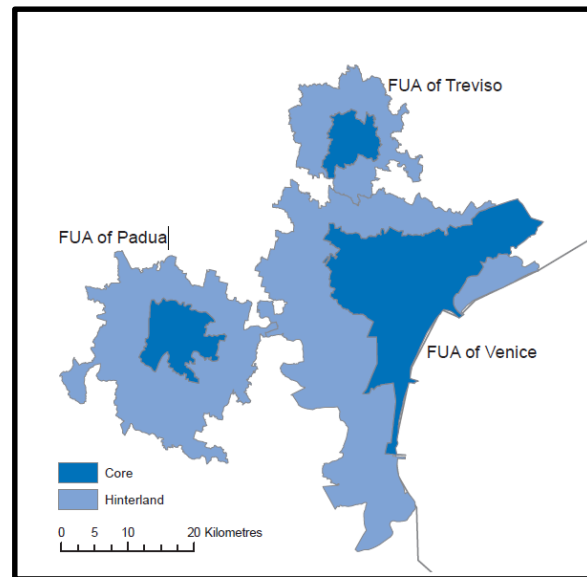 FUA of Treviso
FUA of Padua
FUA of Venice
Core
Hinterland
0 5 10 20 Kilometres